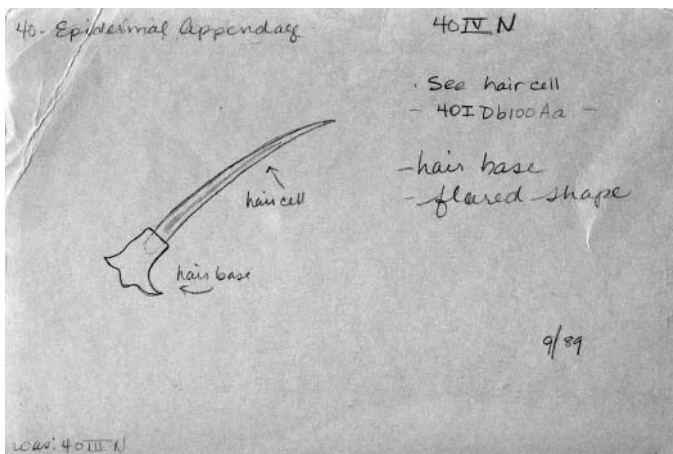 40- Epidermal Appendage
40 IV N
· See hair cell
- 40I Db100Aa -
- hair base
- flared shape
hair cell
hair base
9/89
was: 40 III N